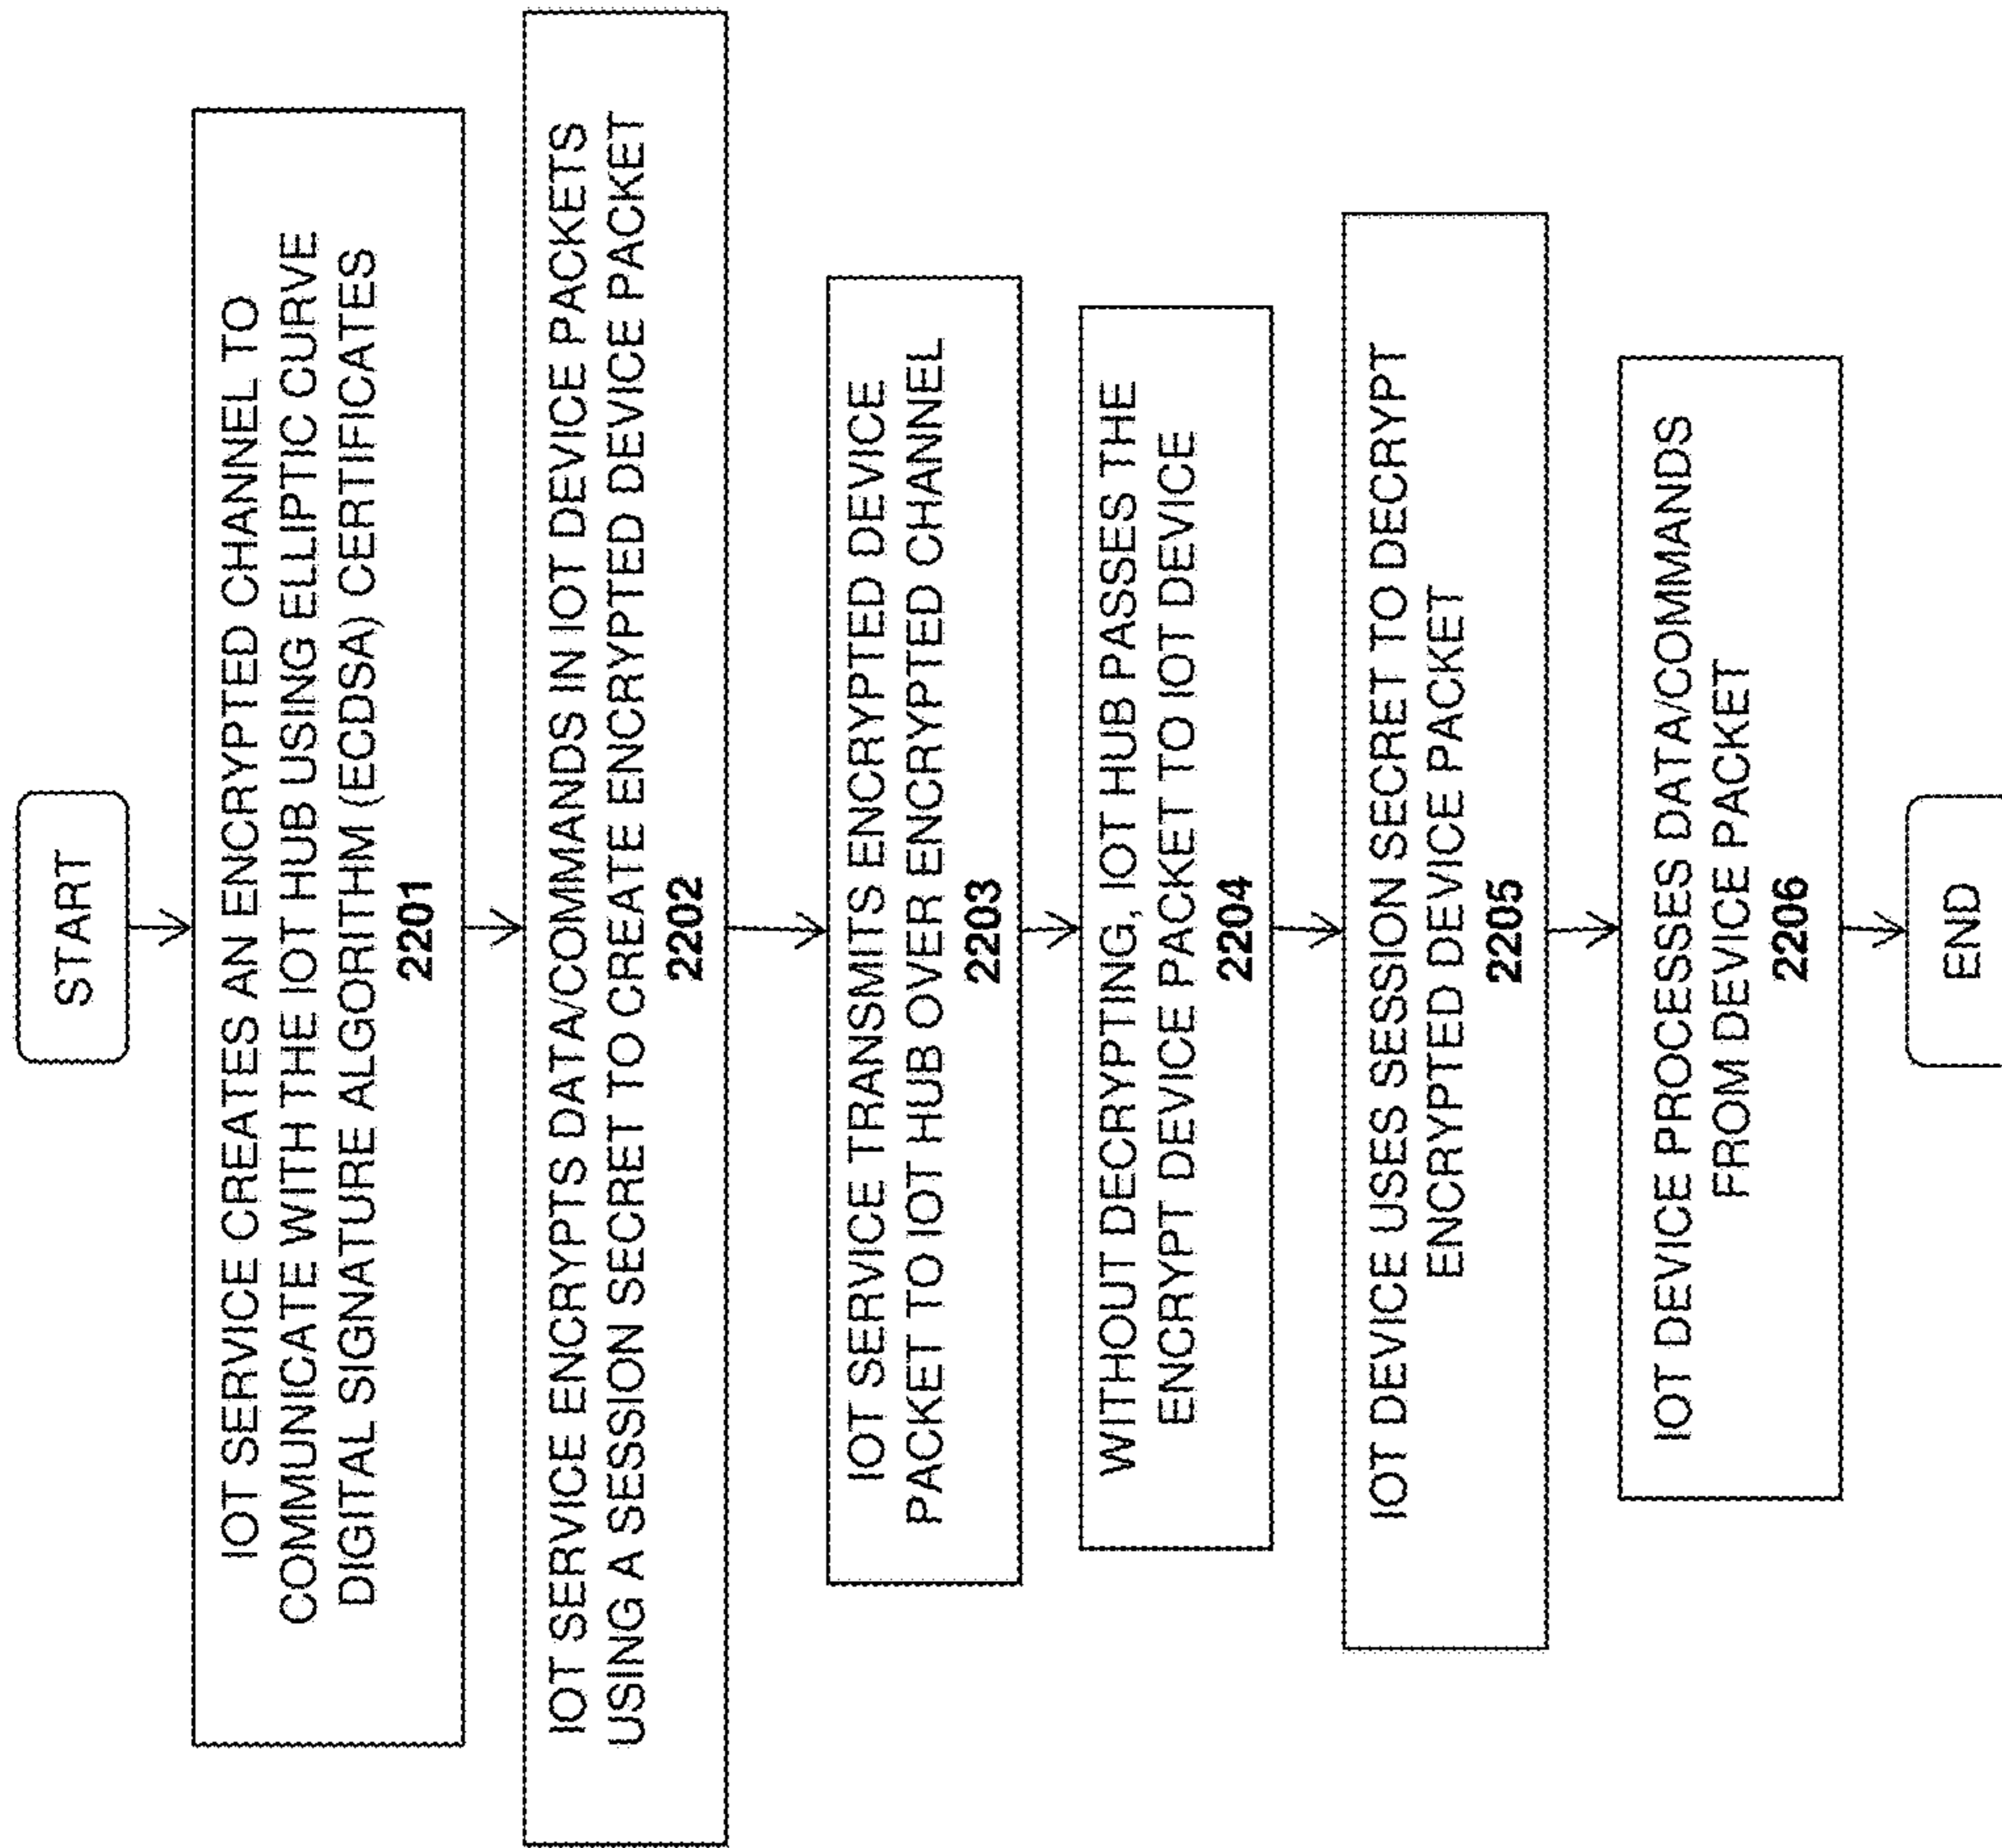 START
IOT SERVICE CREATES AN ENCRYPTED CHANNEL TO
COMMUNICATE WITH THE IOT HUB USING ELLIPTIC CURVE
DIGITAL SIGNATURE ALGORITHM (ECDSA) CERTIFICATES
2201
IOT SERVICE ENCRYPTS DATA/COMMANDS IN IOT DEVICE PACKETS
USING A SESSION SECRET TO CREATE ENCRYPTED DEVICE PACKET
2202
IOT SERVICE TRANSMITS ENCRYPTED DEVICE
PACKET TO IOT HUB OVER ENCRYPTED CHANNEL
2203
WITHOUT DECRYPTING, IOT HUB PASSES THE
ENCRYPT DEVICE PACKET TO IOT DEVICE
2204
IOT DEVICE USES SESSION SECRET TO DECRYPT
ENCRYPTED DEVICE PACKET
2205
IOT DEVICE PROCESSES DATA/COMMANDS
FROM DEVICE PACKET
2206
END